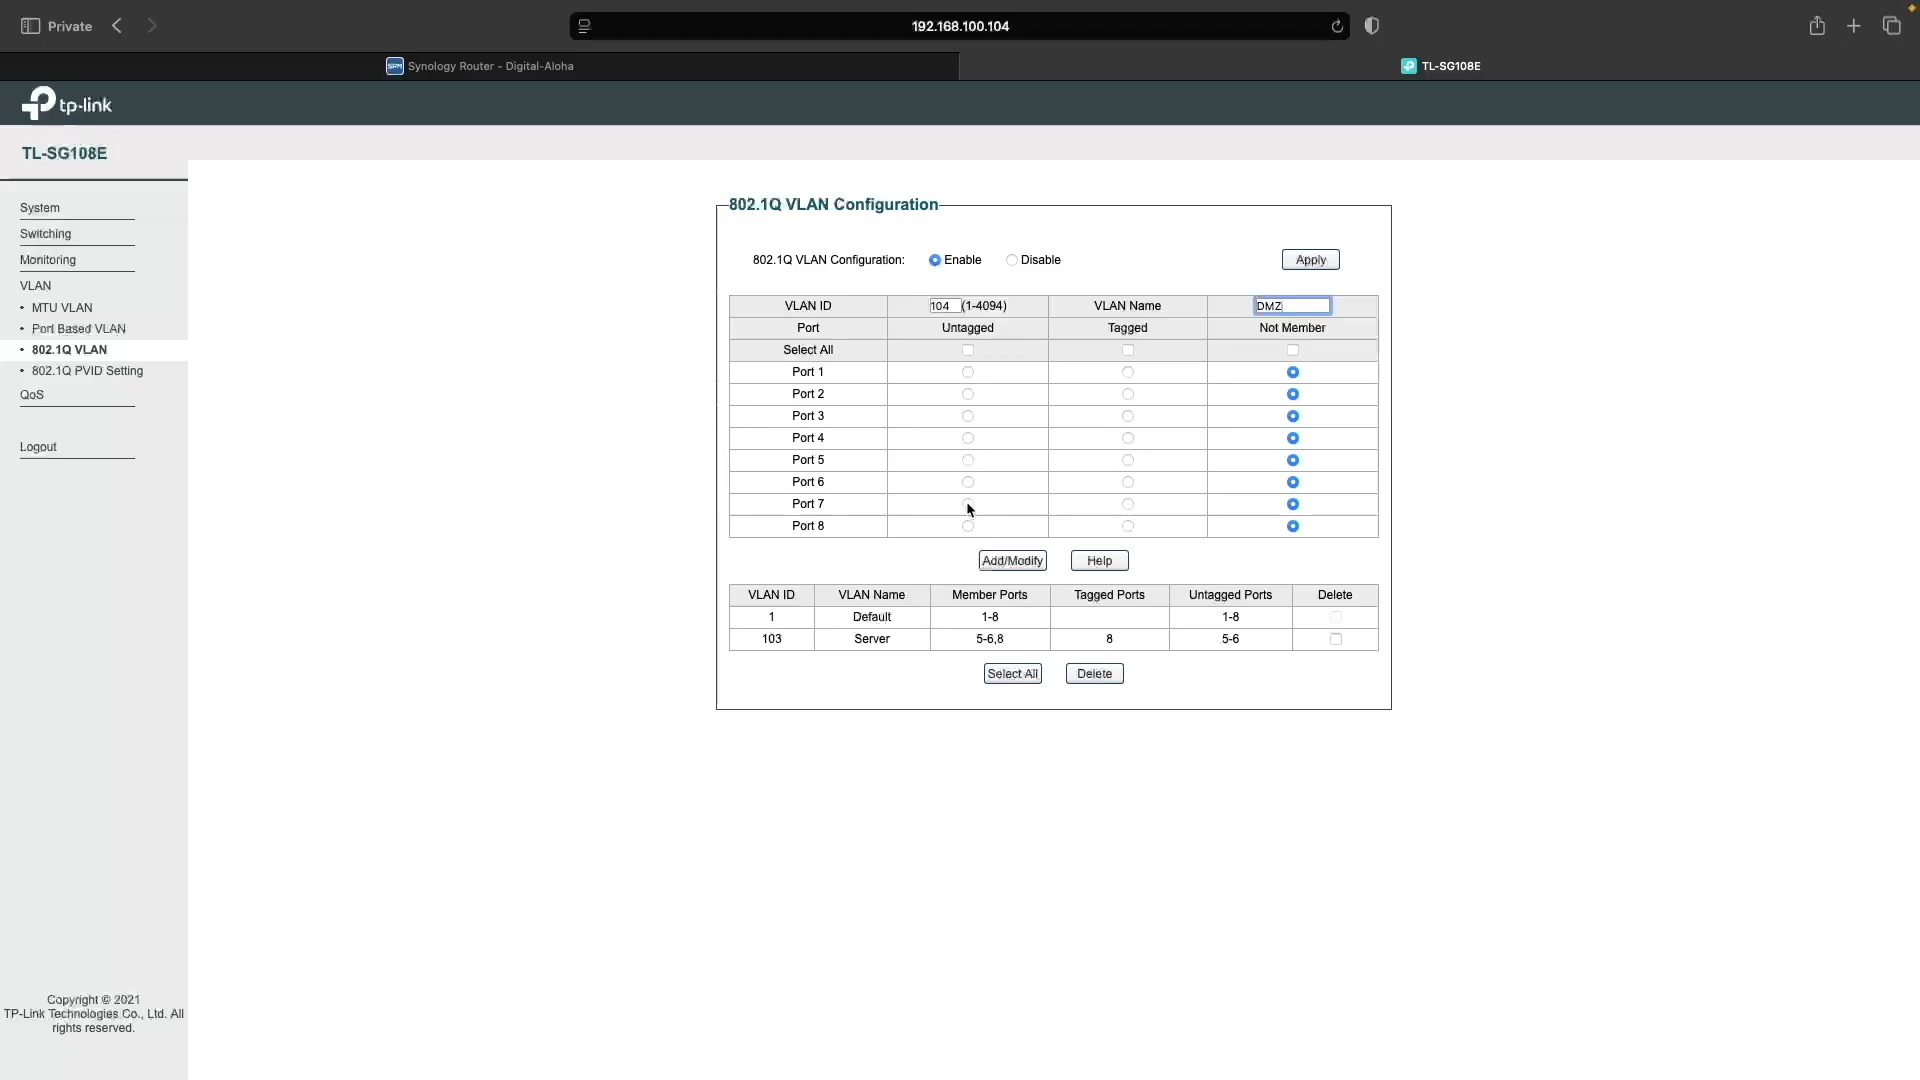 Private
192.168.100.104
SRM Synology Router - Digital-Aloha
TL-SG108E
tp-link
TL-SG108E
System
Switching
Monitoring
VLAN
• MTU VLAN
• Port Based VLAN
• 802.1Q VLAN
• 802.1Q PVID Setting
QoS
Logout
Copyright © 2021
TP-Link Technologies Co., Ltd. All
rights reserved.
802.1Q VLAN Configuration
802.1Q VLAN Configuration: Enable Disable Apply
VLAN ID 104 (1-4094) VLAN Name DMZ
Port Untagged Tagged Not Member
Select All
Port 1
Port 2
Port 3
Port 4
Port 5
Port 6
Port 7
Port 8
Add/Modify Help
VLAN ID VLAN Name Member Ports Tagged Ports Untagged Ports Delete
1 Default 1-8 1-8
103 Server 5-6,8 8 5-6
Select All Delete